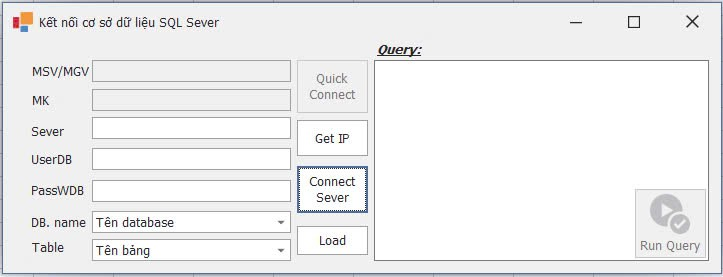 Kết nối cơ sở dữ liệu SQL Sever
MSV/MGV
MK
Sever
UserDB
PassWDB
DB. name
Tên database
Table
Tên bảng
Quick
Connect
Get IP
Connect
Sever
Load
Query:
Run Query